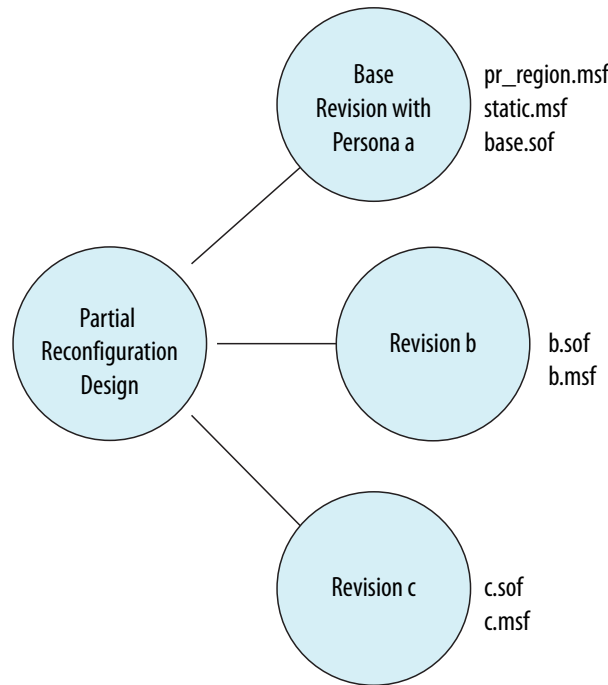 Base
Revision with
Persona a
pr_region.msf
static.msf
base.sof
Partial
Reconfiguration
Design
Revision b
b.sof
b.msf
Revision c
c.sof
c.msf